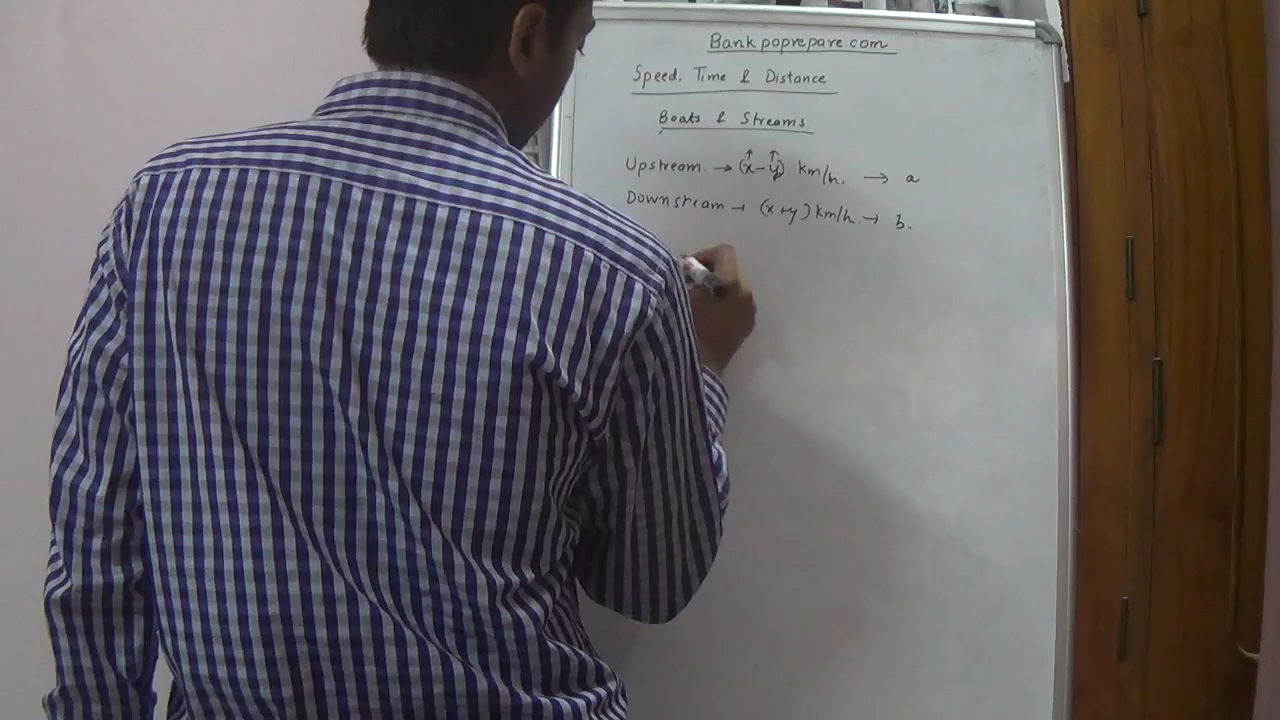 Bankpoprepare.com
Speed, Time & Distance
Boats & Streams
Upstream → (x-y) km/h. → a
Downstream → (x+y) km/h. → b.